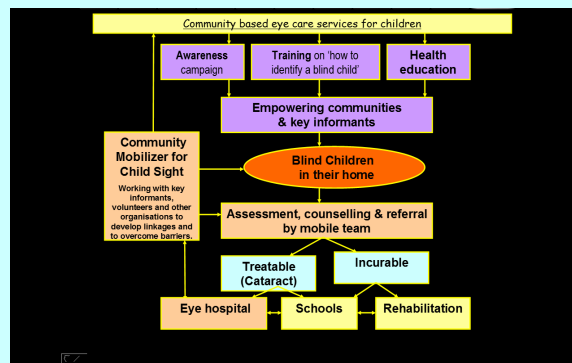 Community based eye care services for children
Awareness
campaign
Training on 'how to
identify a blind child'
Health
education
Empowering communities
& key informants
Community
Mobilizer for
Child Sight
Working with key
informants,
volunteers and other
organisations to
develop linkages and
to overcome barriers.
Blind Children
in their home
Assessment, counselling & referral
by mobile team
Treatable
(Cataract)
Incurable
Eye hospital
Schools
Rehabilitation